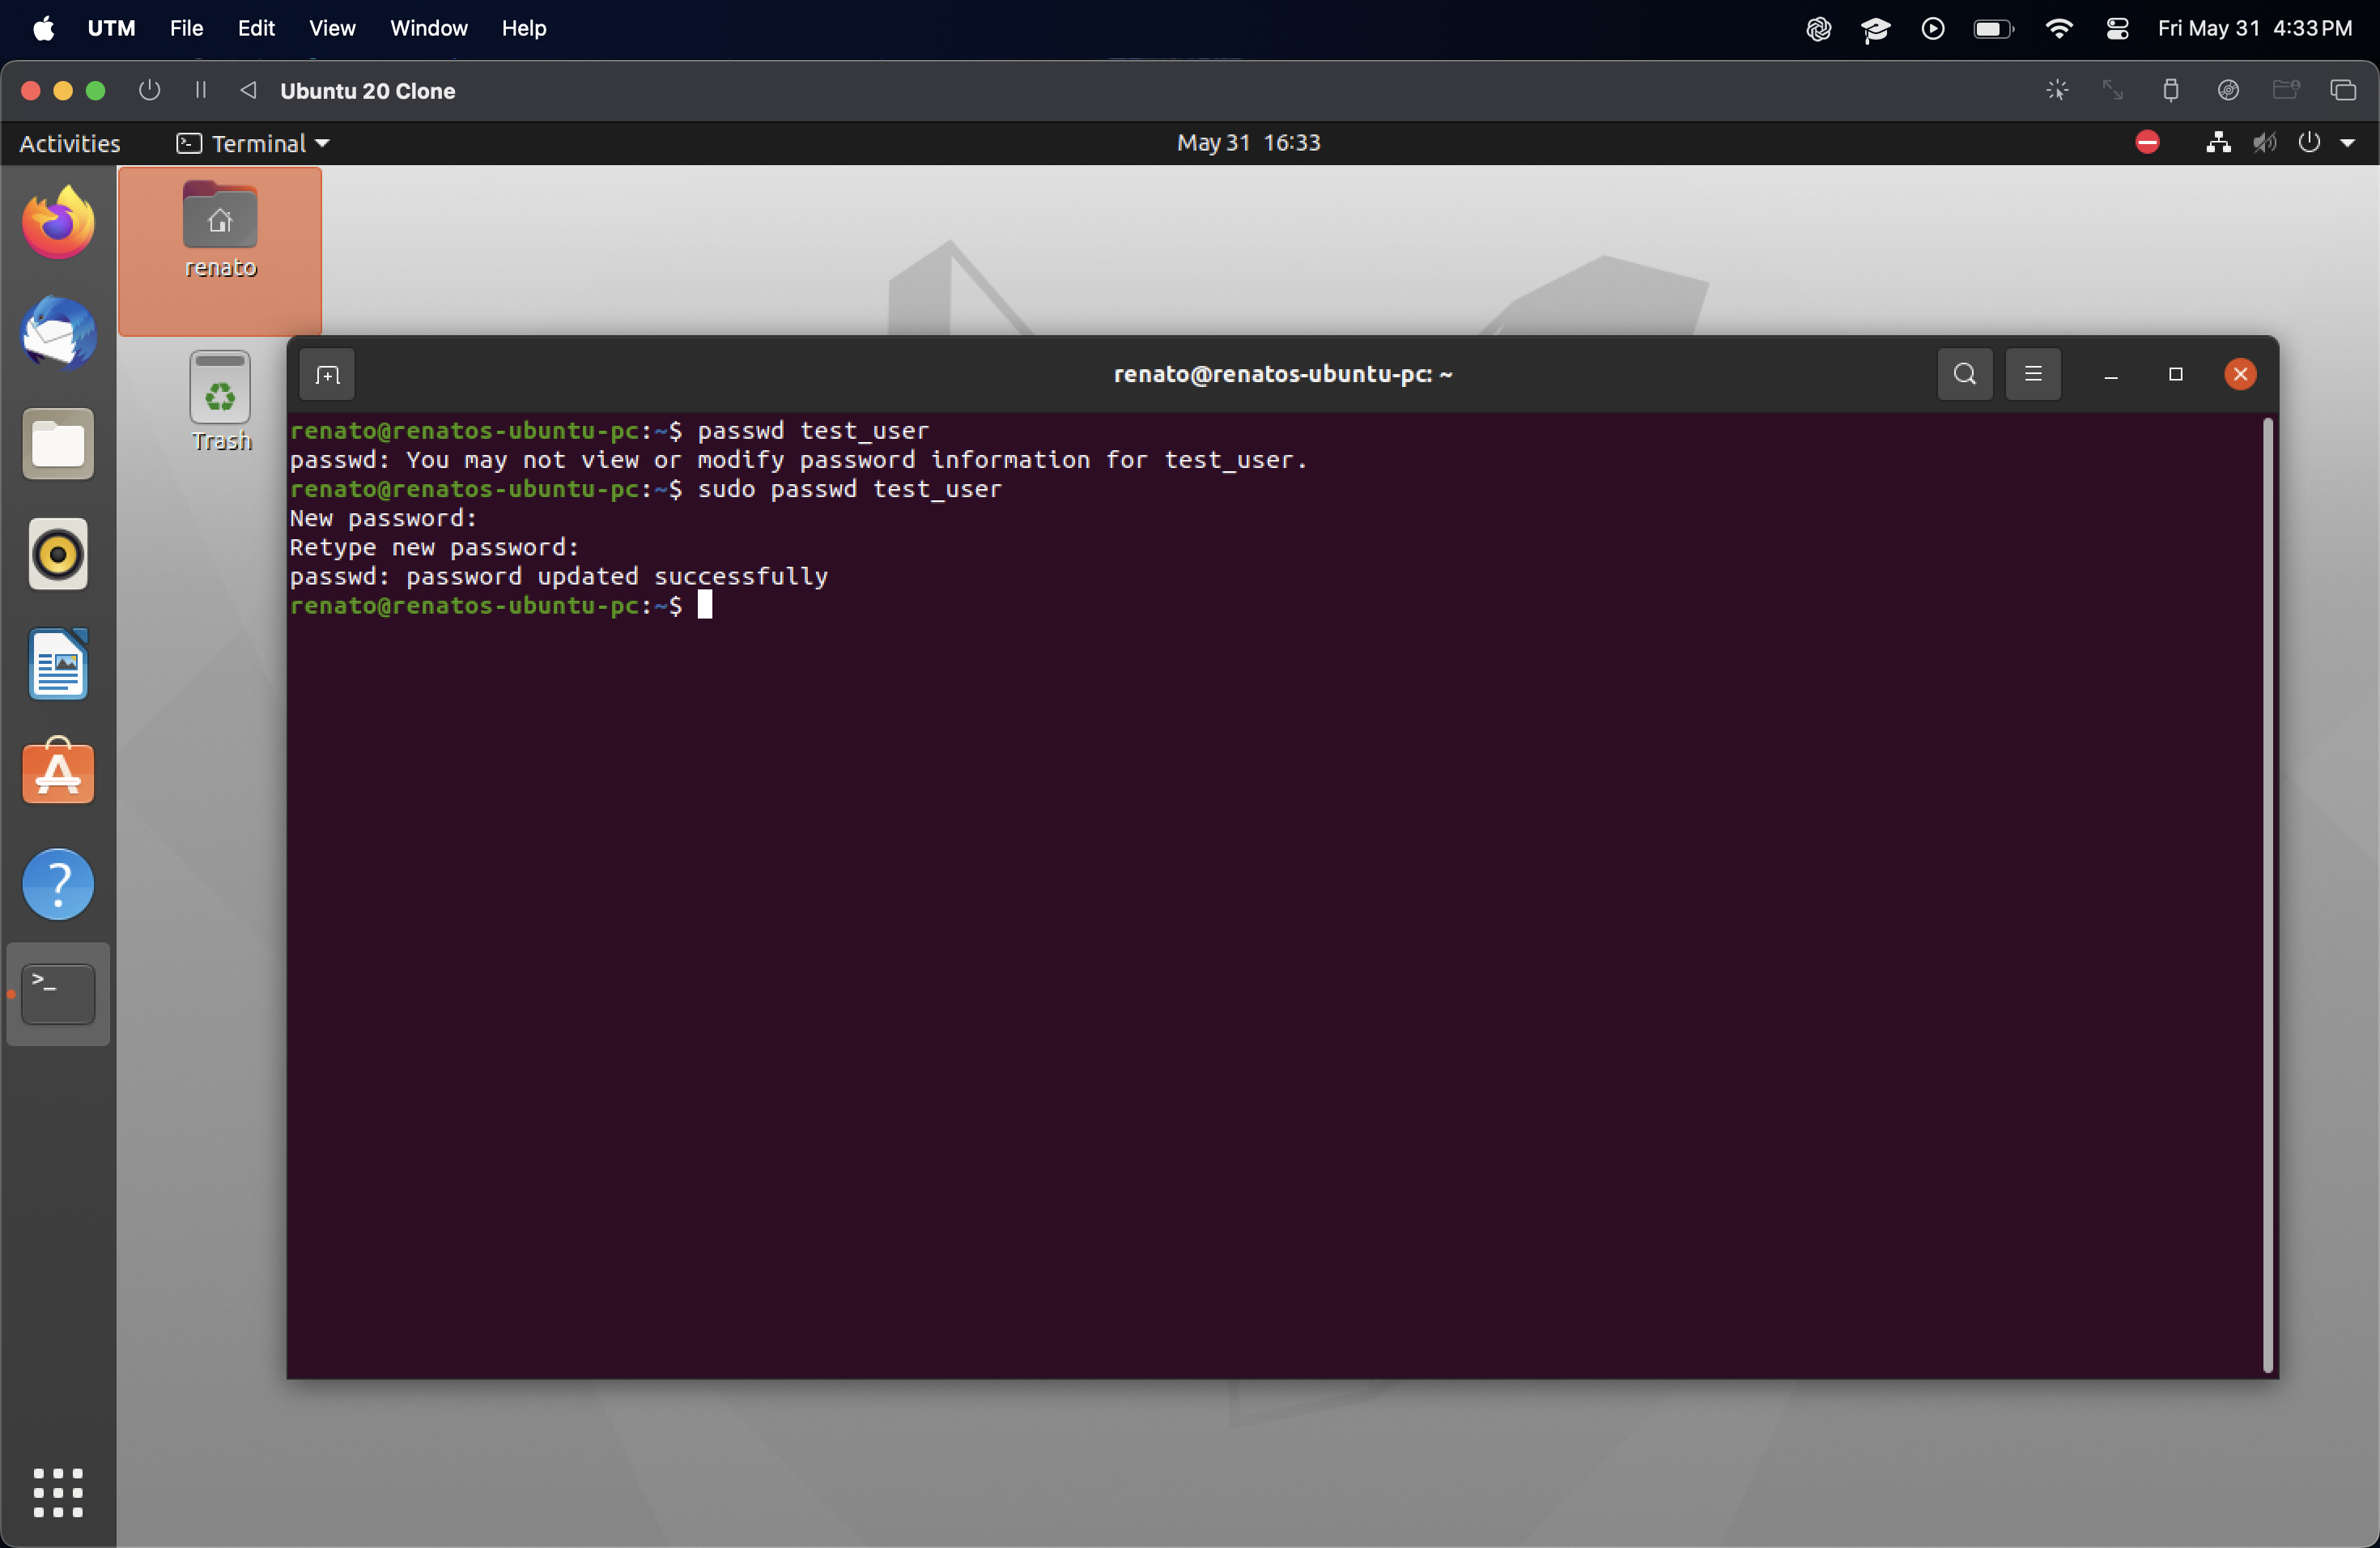 UTM File Edit View Window Help Fri May 31 4:33 PM
Ubuntu 20 Clone
Activities Terminal May 31 16:33
renato
Trash
renato@renatos-ubuntu-pc: ~
renato@renatos-ubuntu-pc:~$ passwd test_user
passwd: You may not view or modify password information for test_user.
renato@renatos-ubuntu-pc:~$ sudo passwd test_user
New password:
Retype new password:
passwd: password updated successfully
renato@renatos-ubuntu-pc:~$